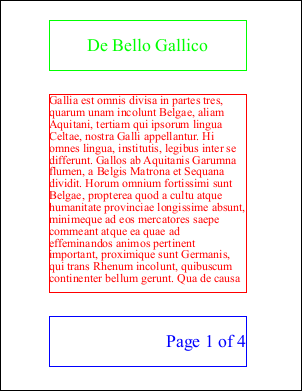 De Bello Gallico
Gallia est omnis divisa in partes tres,
quarum unam incolunt Belgae, aliam
Aquitani, tertiam qui ipsorum lingua
Celtae, nostra Galli appellantur. Hi
omnes lingua, institutis, legibus inter se
differunt. Gallos ab Aquitanis Garumna
flumen, a Belgis Matrona et Sequana
dividit. Horum omnium fortissimi sunt
Belgae, propterea quod a cultu atque
humanitate provinciae longissime absunt,
minimeque ad eos mercatores saepe
commeant atque ea quae ad
effeminandos animos pertinent
important, proximique sunt Germanis,
qui trans Rhenum incolunt, quibuscum
continenter bellum gerunt. Qua de causa
Page 1 of 4